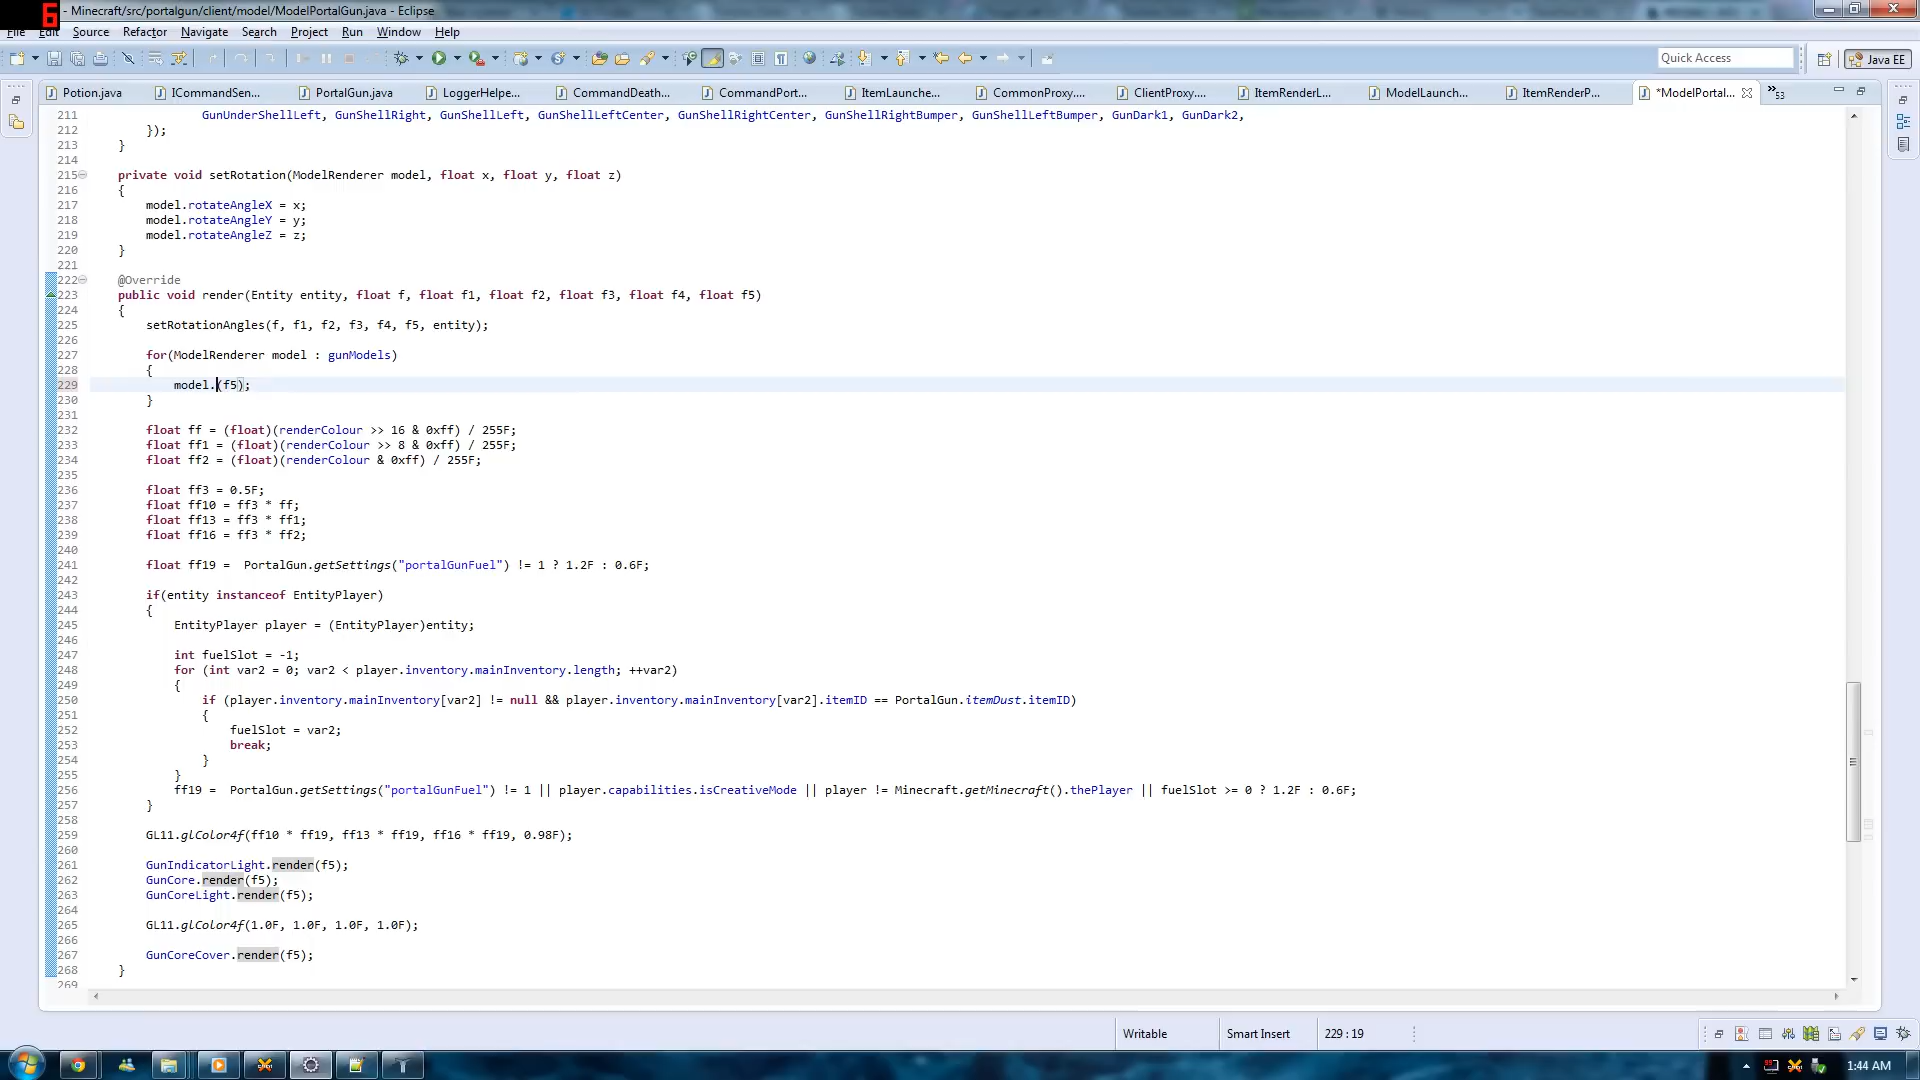 6 - Minecraft/src/portalgun/client/model/ModelPortalGun.java - Eclipse
File Edit Source Refactor Navigate Search Project Run Window Help
Quick Access Java EE
Potion.java ICommandSen... PortalGun.java LoggerHelpe... CommandDeath... CommandPort... ItemLaunche... CommonProxy.... ClientProxy.... ItemRenderL... ModelLaunch... ItemRenderP... *ModelPortal... »53
211 GunUnderShellLeft, GunShellRight, GunShellLeft, GunShellLeftCenter, GunShellRightCenter, GunShellRightBumper, GunShellLeftBumper, GunDark1, GunDark2,
212 });
213 }
214
215 private void setRotation(ModelRenderer model, float x, float y, float z)
216 {
217 model.rotateAngleX = x;
218 model.rotateAngleY = y;
219 model.rotateAngleZ = z;
220 }
221
222 @Override
223 public void render(Entity entity, float f, float f1, float f2, float f3, float f4, float f5)
224 {
225 setRotationAngles(f, f1, f2, f3, f4, f5, entity);
226
227 for(ModelRenderer model : gunModels)
228 {
229 model.(f5);
230 }
231
232 float ff = (float)(renderColour >> 16 & 0xff) / 255F;
233 float ff1 = (float)(renderColour >> 8 & 0xff) / 255F;
234 float ff2 = (float)(renderColour & 0xff) / 255F;
235
236 float ff3 = 0.5F;
237 float ff10 = ff3 * ff;
238 float ff13 = ff3 * ff1;
239 float ff16 = ff3 * ff2;
240
241 float ff19 =  PortalGun.getSettings("portalGunFuel") != 1 ? 1.2F : 0.6F;
242
243 if(entity instanceof EntityPlayer)
244 {
245 EntityPlayer player = (EntityPlayer)entity;
246
247 int fuelSlot = -1;
248 for (int var2 = 0; var2 < player.inventory.mainInventory.length; ++var2)
249 {
250 if (player.inventory.mainInventory[var2] != null && player.inventory.mainInventory[var2].itemID == PortalGun.itemDust.itemID)
251 {
252 fuelSlot = var2;
253 break;
254 }
255 }
256 ff19 =  PortalGun.getSettings("portalGunFuel") != 1 || player.capabilities.isCreativeMode || player != Minecraft.getMinecraft().thePlayer || fuelSlot >= 0 ? 1.2F : 0.6F;
257 }
258
259 GL11.glColor4f(ff10 * ff19, ff13 * ff19, ff16 * ff19, 0.98F);
260
261 GunIndicatorLight.render(f5);
262 GunCore.render(f5);
263 GunCoreLight.render(f5);
264
265 GL11.glColor4f(1.0F, 1.0F, 1.0F, 1.0F);
266
267 GunCoreCover.render(f5);
268 }
269
Writable Smart Insert 229 : 19
1:44 AM